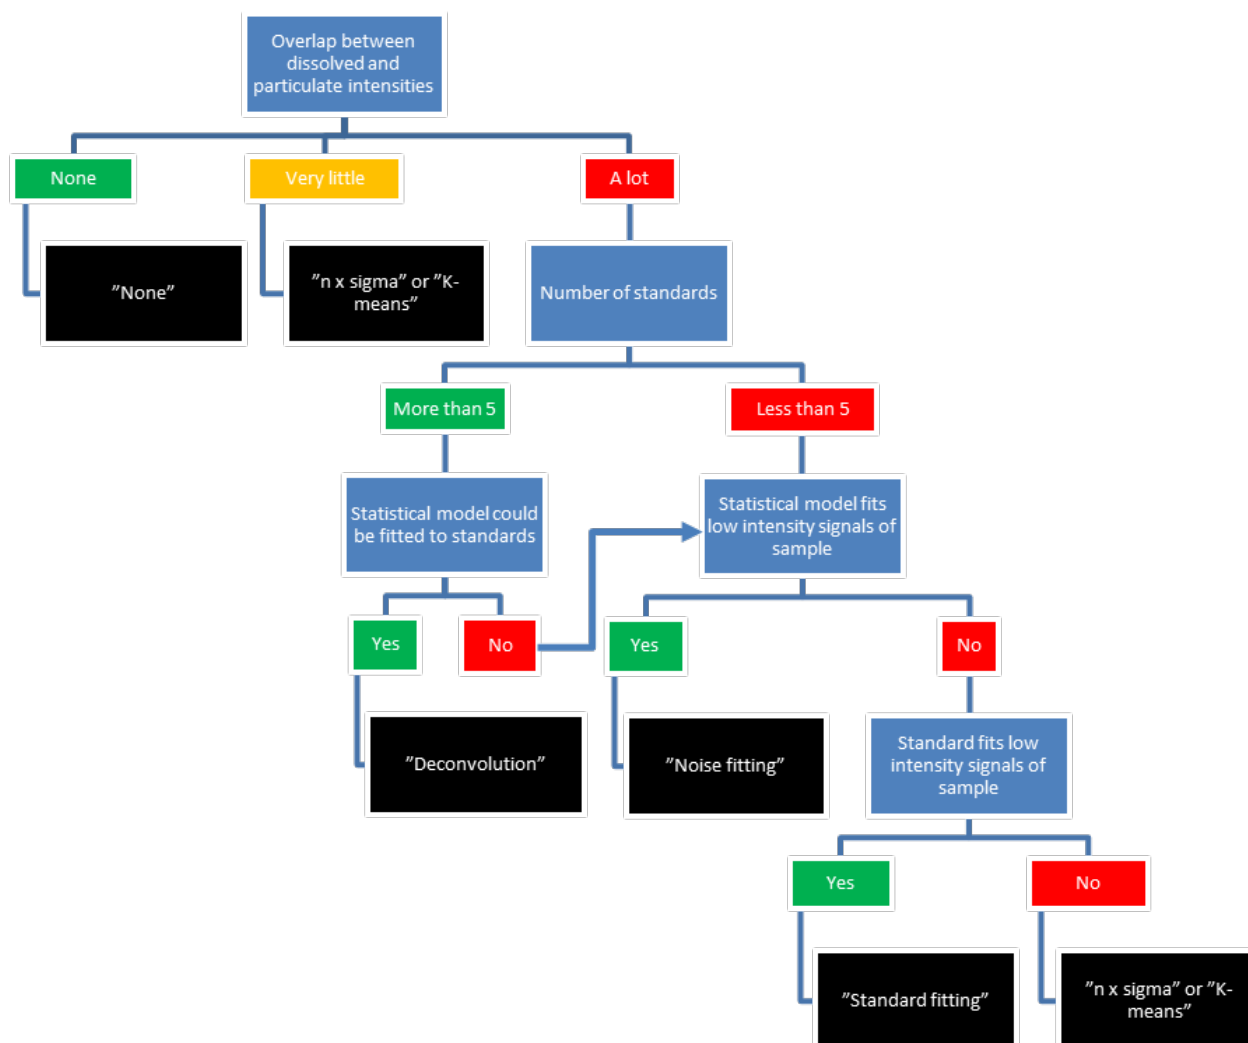 Overlap between
dissolved and
particulate intensities
None
Very little
A lot
”None”
”n x sigma” or ”K-
means”
Number of standards
More than 5
Less than 5
Statistical model could
be fitted to standards
Statistical model fits
low intensity signals of
sample
Yes
No
Yes
No
”Deconvolution”
”Noise fitting”
Standard fits low
intensity signals of
sample
Yes
No
”Standard fitting”
”n x sigma” or ”K-
means”